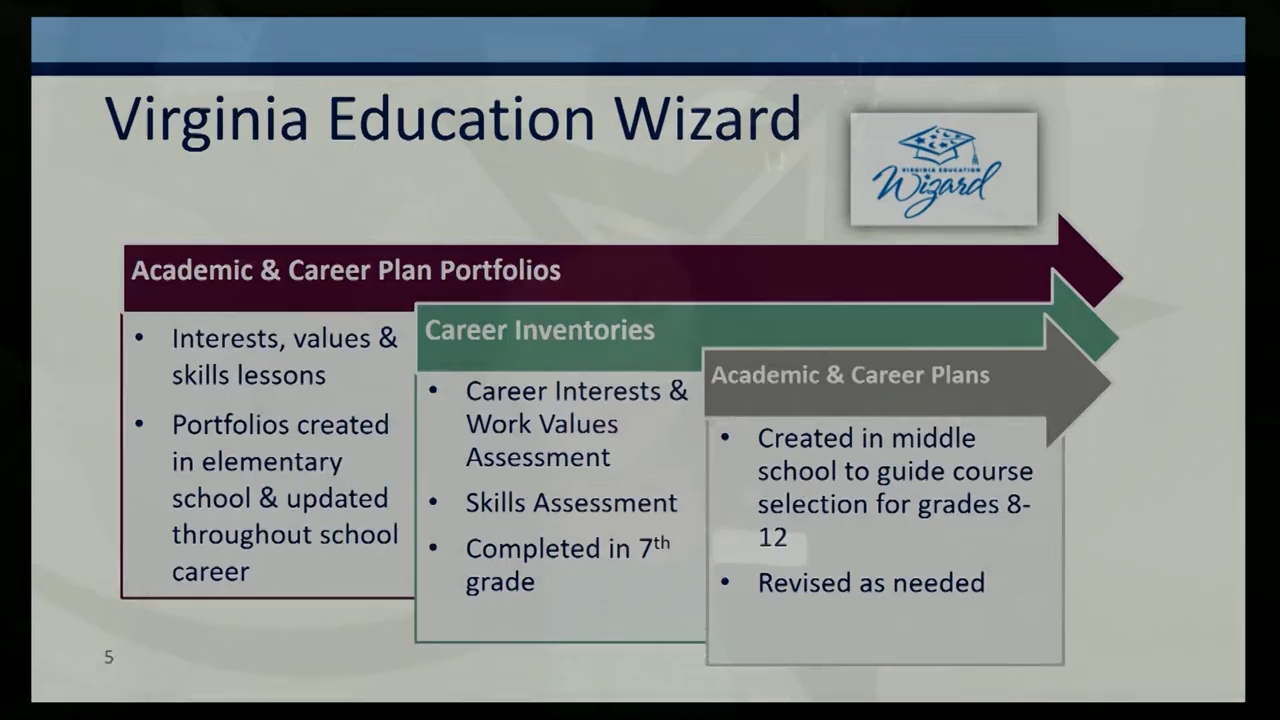 Virginia Education Wizard
VIRGINIA EDUCATION
Wizard
Academic & Career Plan Portfolios
• Interests, values &
skills lessons
• Portfolios created
in elementary
school & updated
throughout school
career
Career Inventories
• Career Interests &
Work Values
Assessment
• Skills Assessment
• Completed in 7th
grade
Academic & Career Plans
• Created in middle
school to guide course
selection for grades 8-
12
• Revised as needed
5